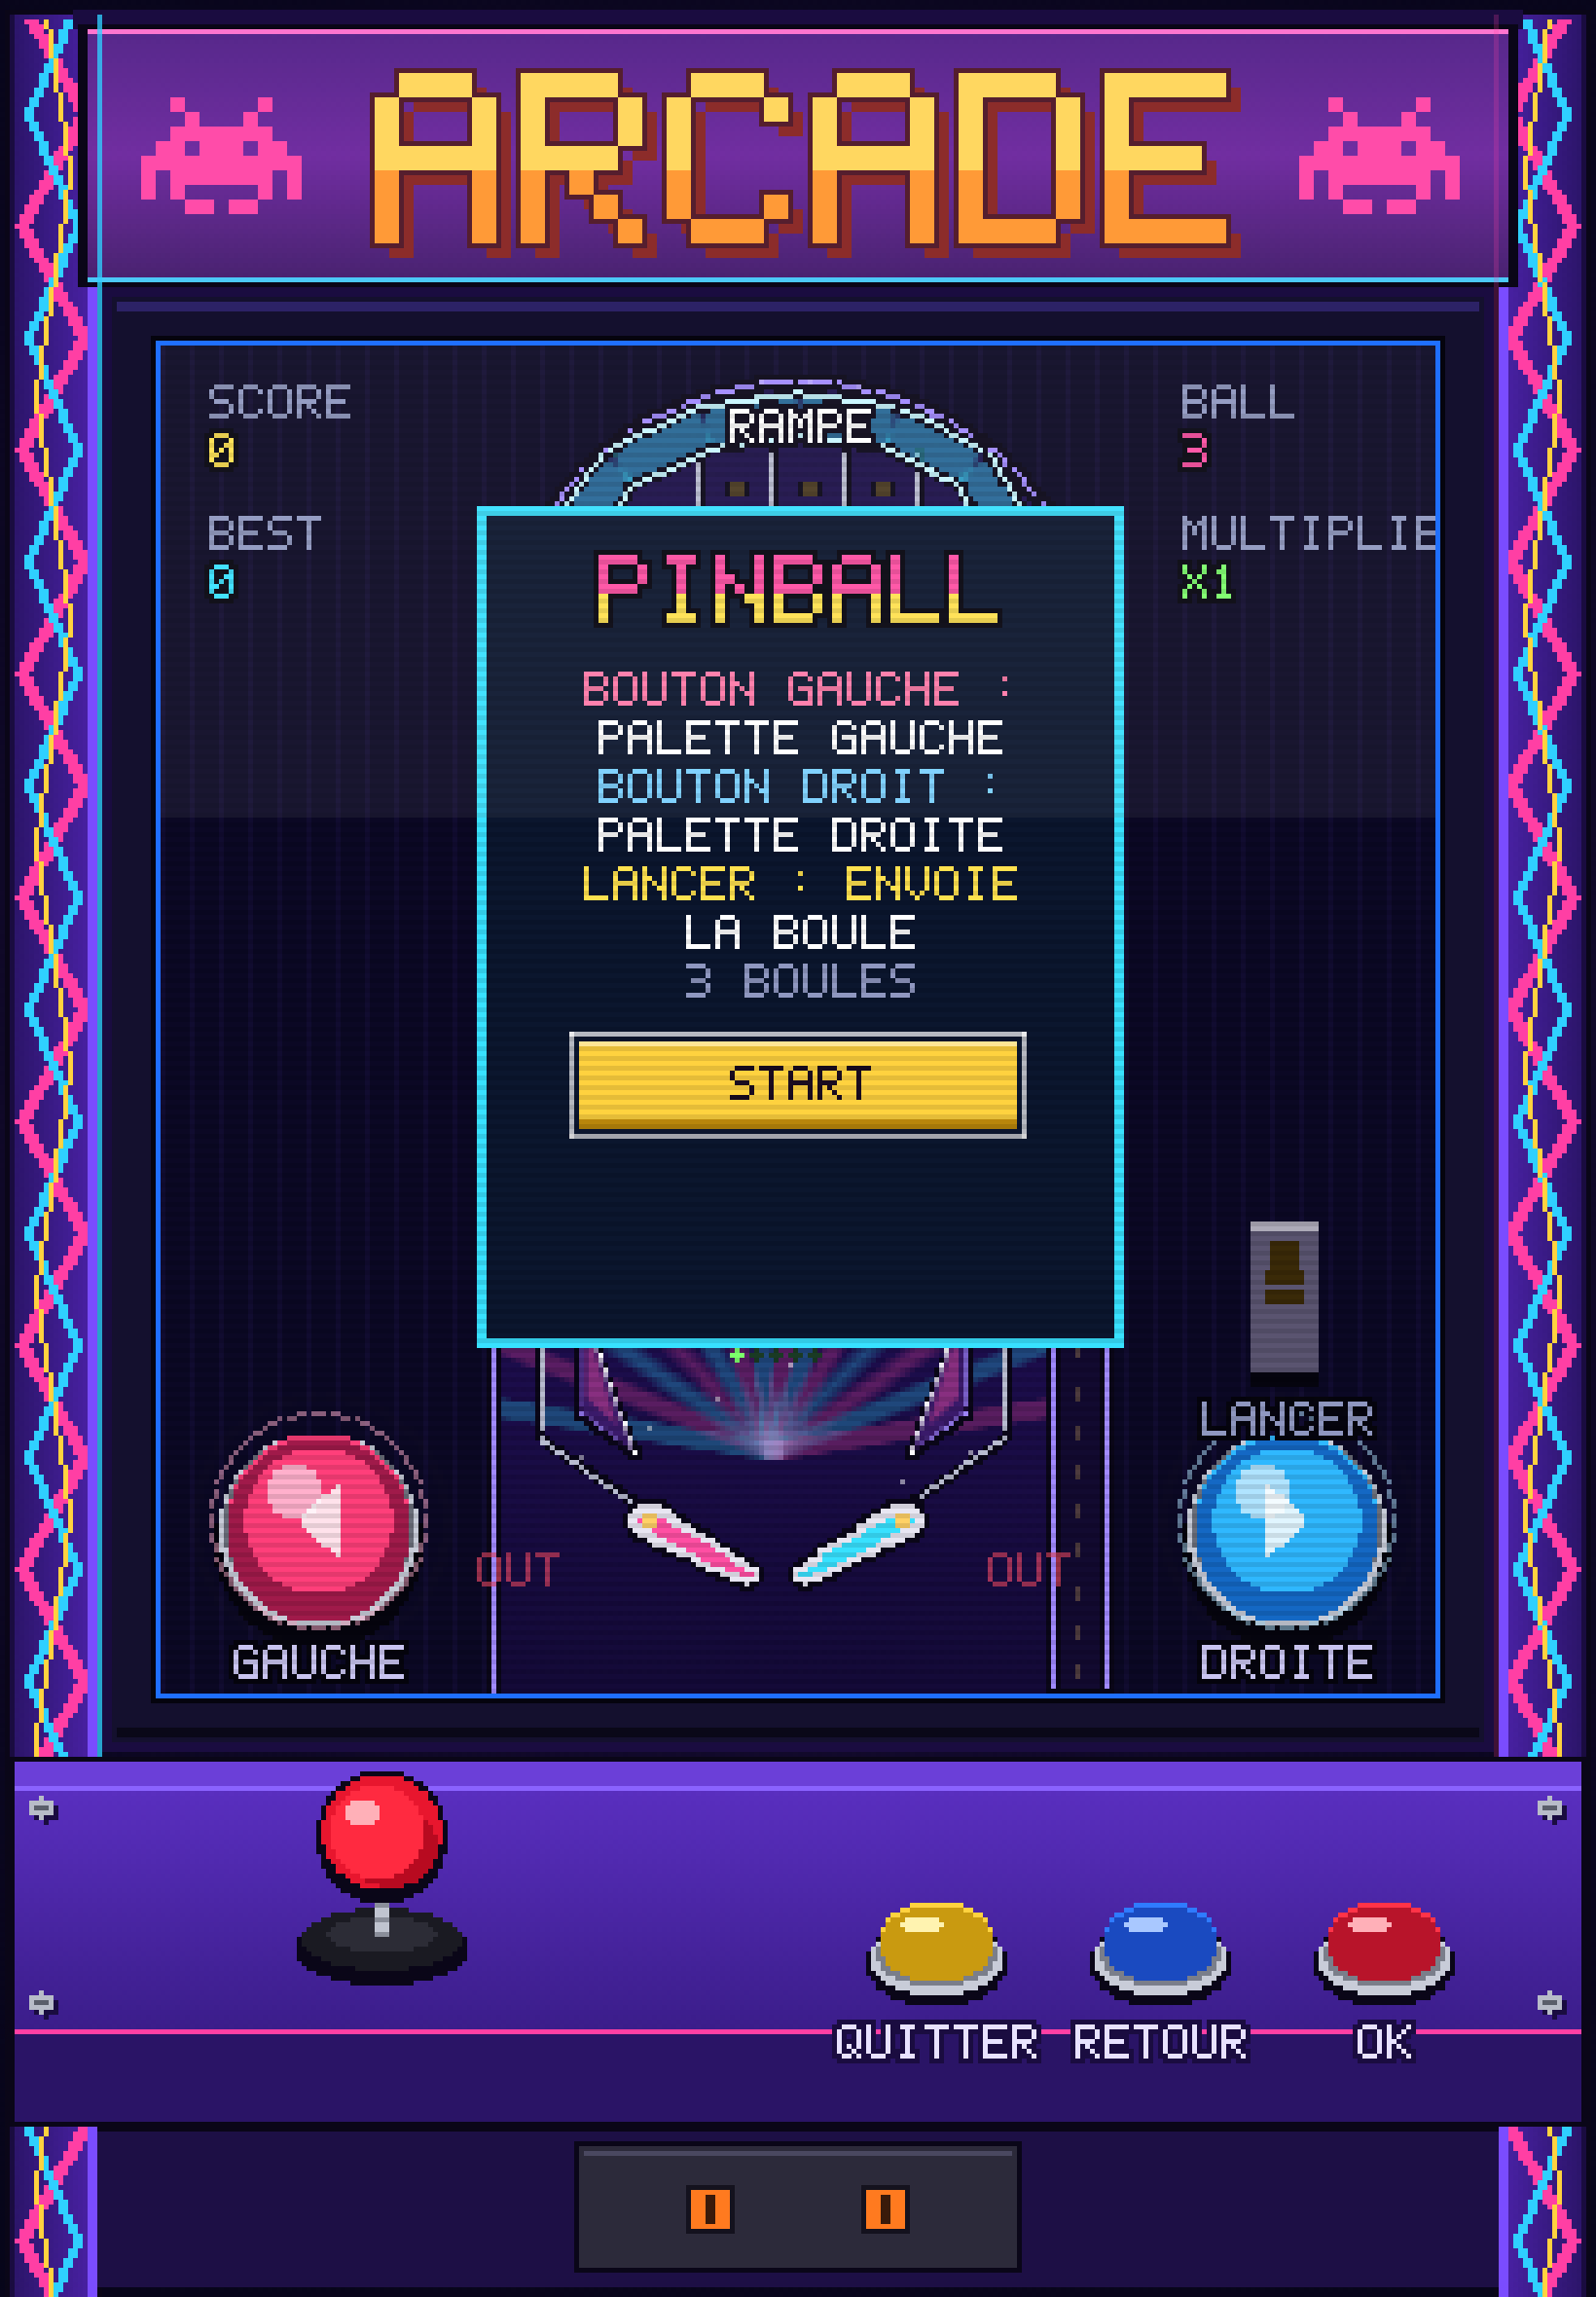 ARCADE
SCORE
0
BEST
0
RAMPE
BALL
3
MULTIPLIE
X1
PINBALL
BOUTON GAUCHE :
PALETTE GAUCHE
BOUTON DROIT :
PALETTE DROITE
LANCER : ENVOIE
LA BOULE
3 BOULES
START
LANCER
OUT
OUT
GAUCHE
DROITE
QUITTER
RETOUR
OK